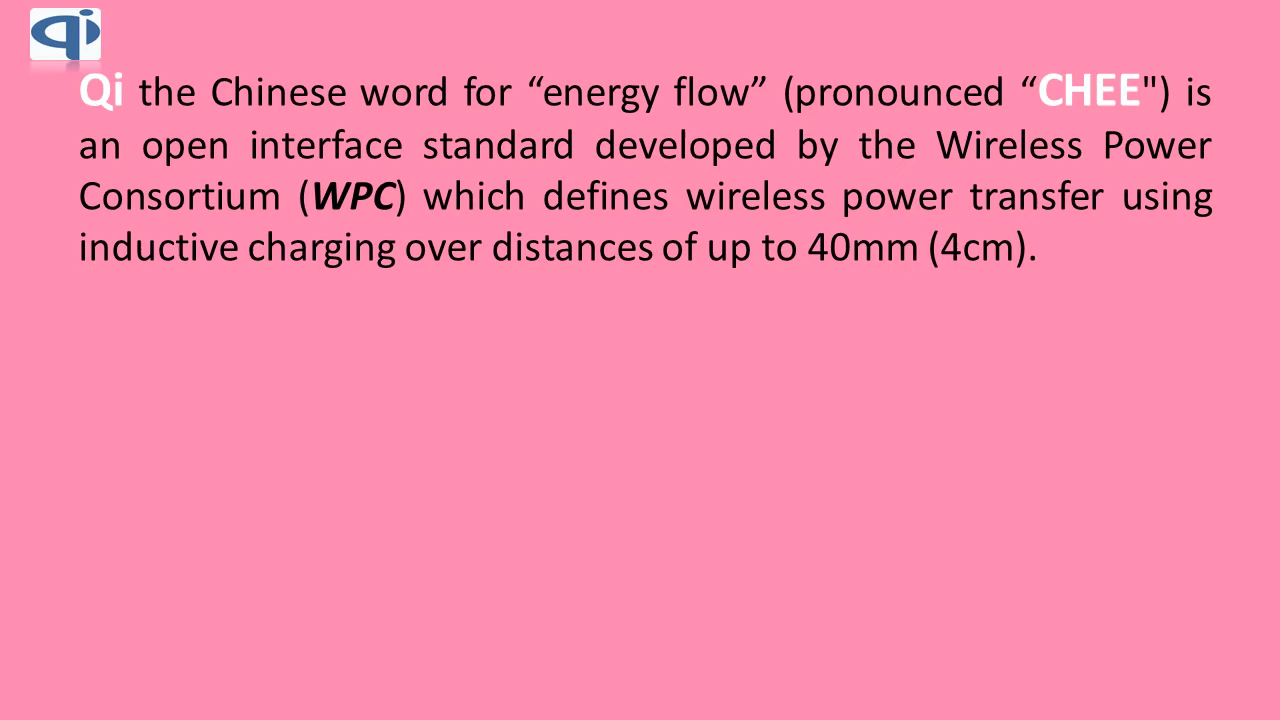 qi
Qi the Chinese word for “energy flow” (pronounced “CHEE") is
an open interface standard developed by the Wireless Power
Consortium (WPC) which defines wireless power transfer using
inductive charging over distances of up to 40mm (4cm).